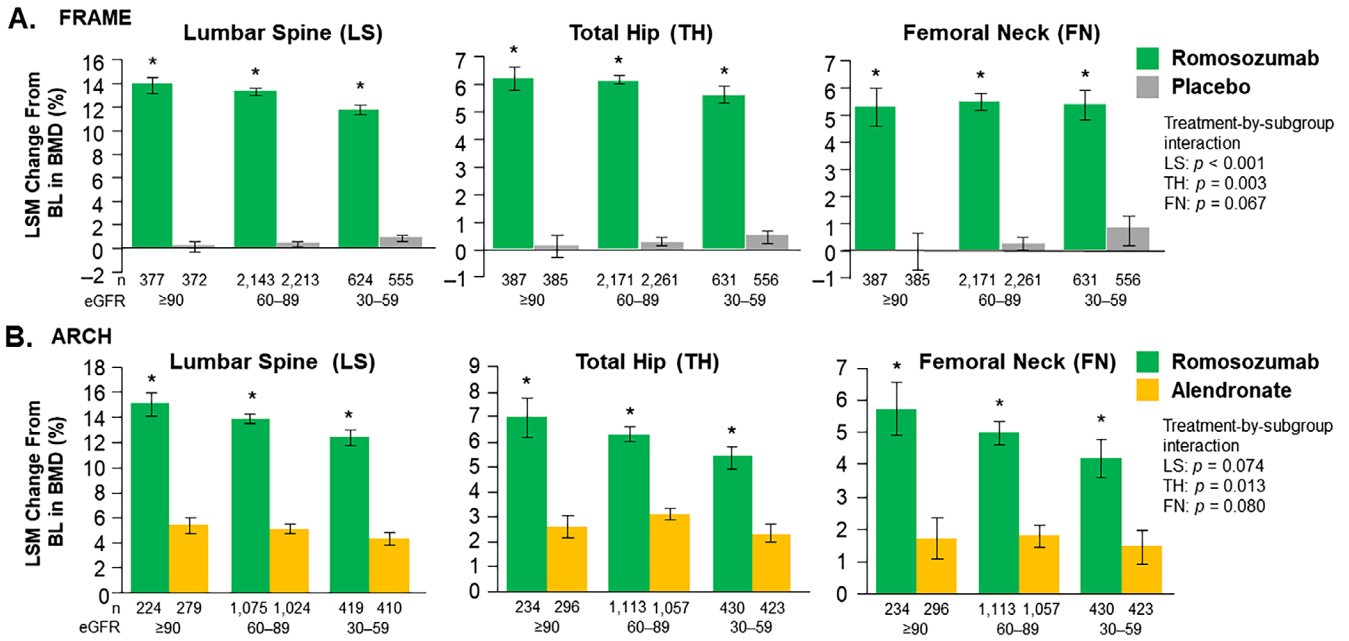 A. FRAME
Lumbar Spine (LS)
Total Hip (TH)
Femoral Neck (FN)
LSM Change From
BL in BMD (%)
16
14
12
10
8
6
4
2
0
–2
*
*
*
n 377 372 2,143 2,213 624 555
eGFR ≥90 60–89 30–59
7
6
5
4
3
2
1
0
–1
*
*
*
387 385 2,171 2,261 631 556
≥90 60–89 30–59
7
6
5
4
3
2
1
0
–1
*
*
*
387 385 2,171 2,261 631 556
≥90 60–89 30–59
Romosozumab
Placebo
Treatment-by-subgroup
interaction
LS: p < 0.001
TH: p = 0.003
FN: p = 0.067
B. ARCH
Lumbar Spine (LS)
Total Hip (TH)
Femoral Neck (FN)
LSM Change From
BL in BMD (%)
18
16
14
12
10
8
6
4
2
0
*
*
*
n 224 279 1,075 1,024 419 410
eGFR ≥90 60–89 30–59
9
8
7
6
5
4
3
2
1
0
*
*
*
234 296 1,113 1,057 430 423
≥90 60–89 30–59
7
6
5
4
3
2
1
0
*
*
*
234 296 1,113 1,057 430 423
≥90 60–89 30–59
Romosozumab
Alendronate
Treatment-by-subgroup
interaction
LS: p = 0.074
TH: p = 0.013
FN: p = 0.080